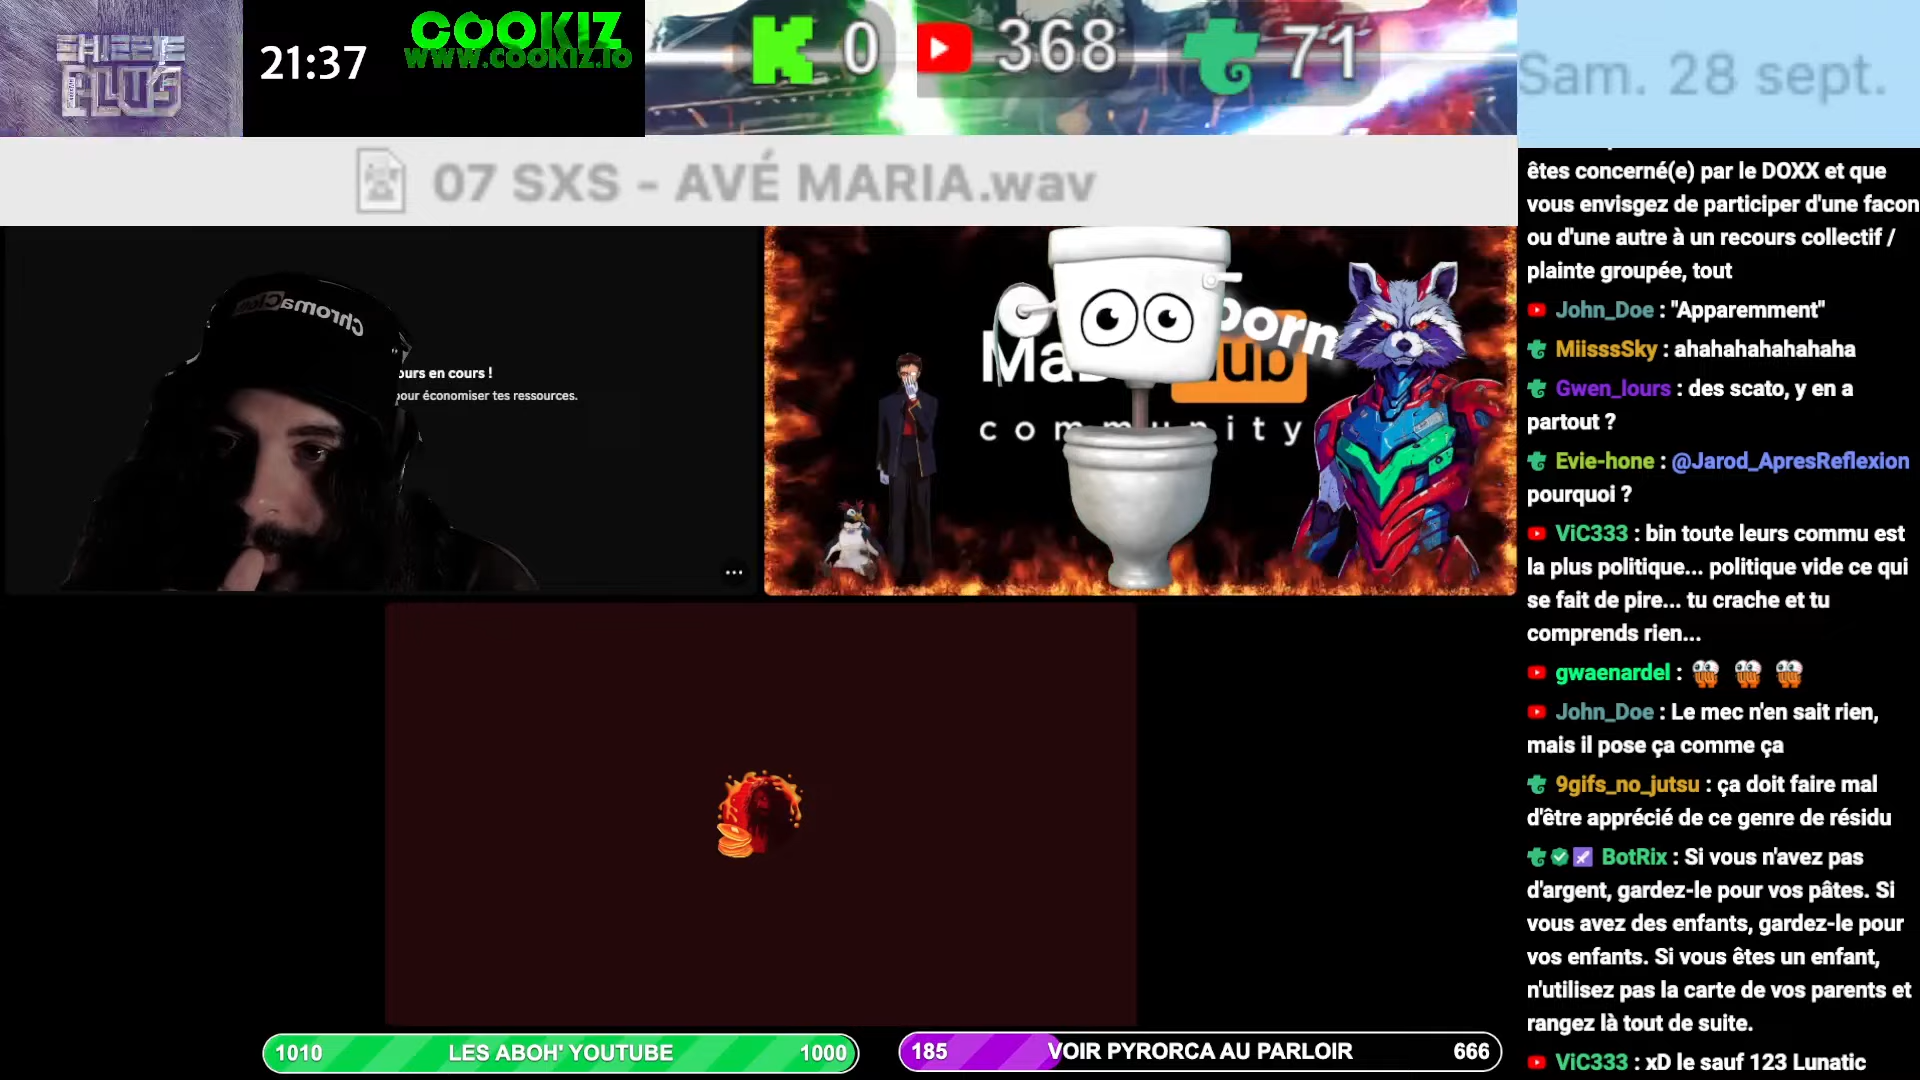 21:37
COOKIZ
WWW.COOKIZ.IO
0
368
71
Sam. 28 sept.
07 SXS - AVÉ MARIA.wav
ChromaClub
ours en cours !
pour économiser tes ressources.
porn
community
êtes concerné(e) par le DOXX et que
vous envisgez de participer d'une facon
ou d'une autre à un recours collectif /
plainte groupée, tout
John_Doe : "Apparemment"
MiisssSky : ahahahahahahaha
Gwen_lours : des scato, y en a
partout ?
Evie-hone : @Jarod_ApresReflexion
pourquoi ?
ViC333 : bin toute leurs commu est
la plus politique... politique vide ce qui
se fait de pire... tu crache et tu
comprends rien...
gwaenardel :
John_Doe : Le mec n'en sait rien,
mais il pose ça comme ça
9gifs_no_jutsu : ça doit faire mal
d'être apprécié de ce genre de résidu
BotRix : Si vous n'avez pas
d'argent, gardez-le pour vos pâtes. Si
vous avez des enfants, gardez-le pour
vos enfants. Si vous êtes un enfant,
n'utilisez pas la carte de vos parents et
rangez là tout de suite.
ViC333 : xD le sauf 123 Lunatic
1010 LES ABOH' YOUTUBE 1000
185 VOIR PYRORCA AU PARLOIR 666